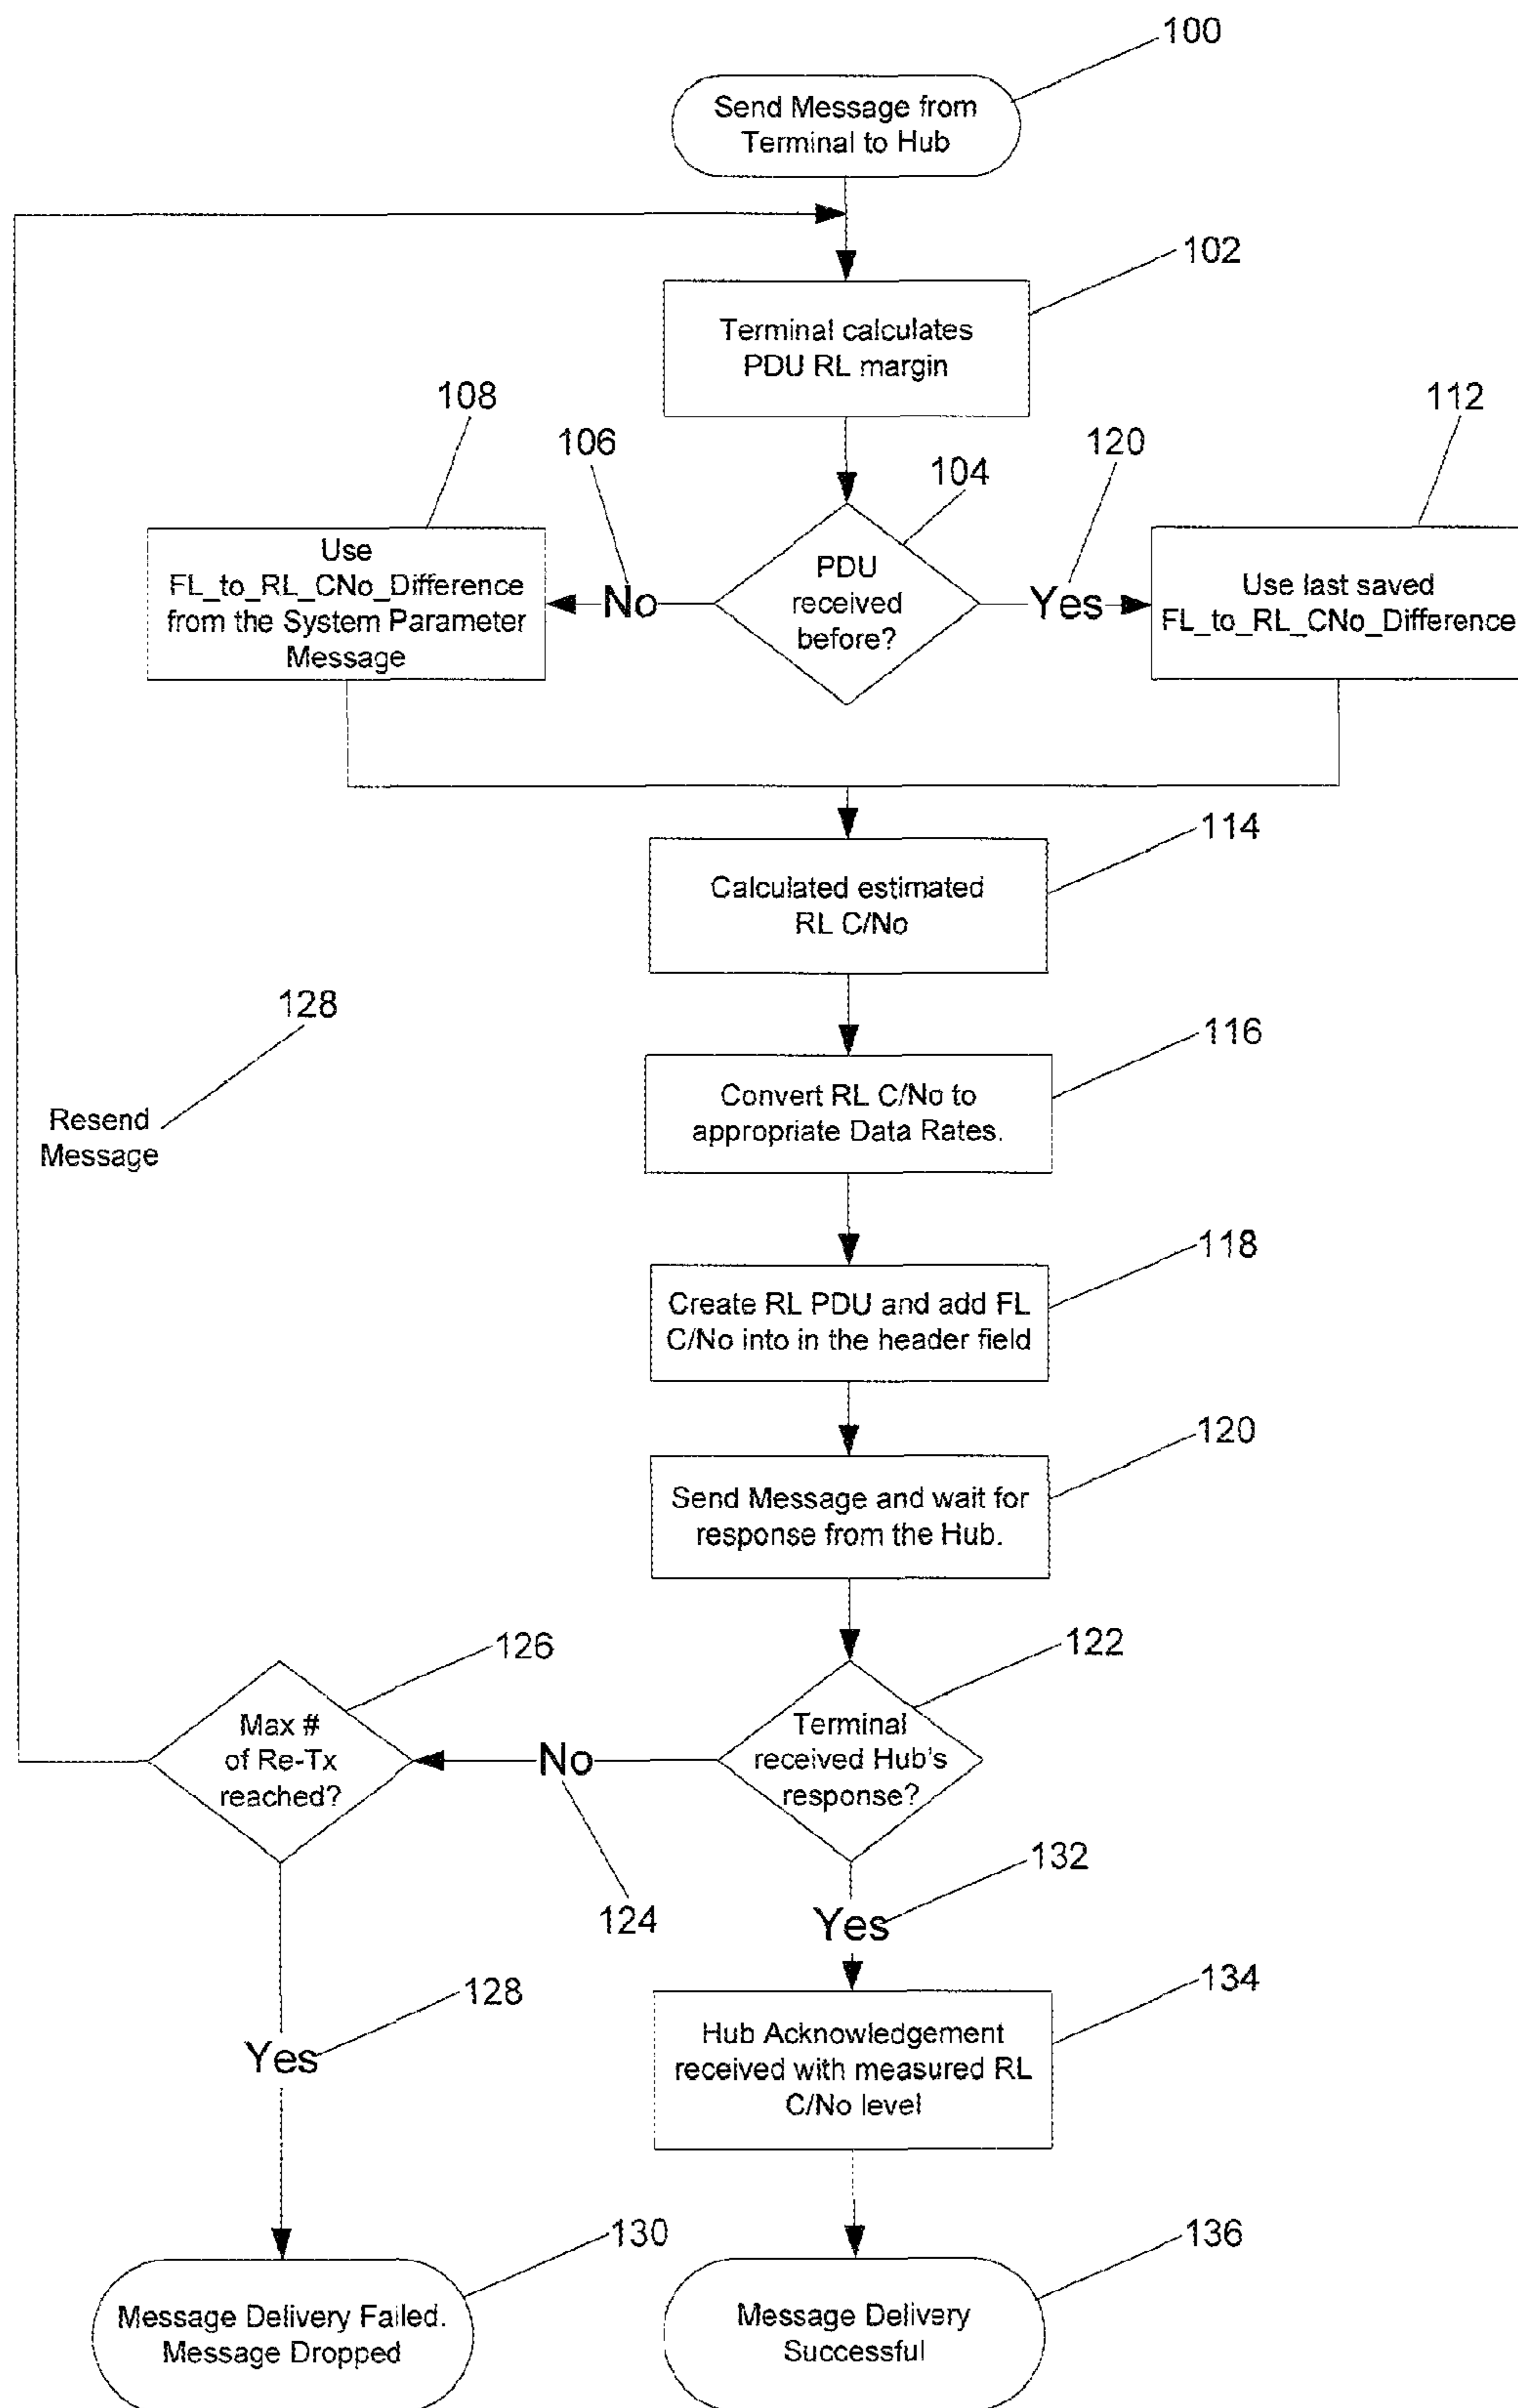 100
Send Message from
Terminal to Hub
102
Terminal calculates
PDU RL margin
108
106
104
120
112
Use
FL_to_RL_CNo_Difference
from the System Parameter
Message
No
PDU
received
before?
Yes
Use last saved
FL_to_RL_CNo_Difference
114
Calculated estimated
RL C/No
128
Resend
Message
116
Convert RL C/No to
appropriate Data Rates.
118
Create RL PDU and add FL
C/No into in the header field
120
Send Message and wait for
response from the Hub.
126
122
Max #
of Re-Tx
reached?
No
Terminal
received Hub's
response?
124
132
Yes
128
Yes
134
Hub Acknowledgement
received with measured RL
C/No level
130
136
Message Delivery Failed.
Message Dropped
Message Delivery
Successful